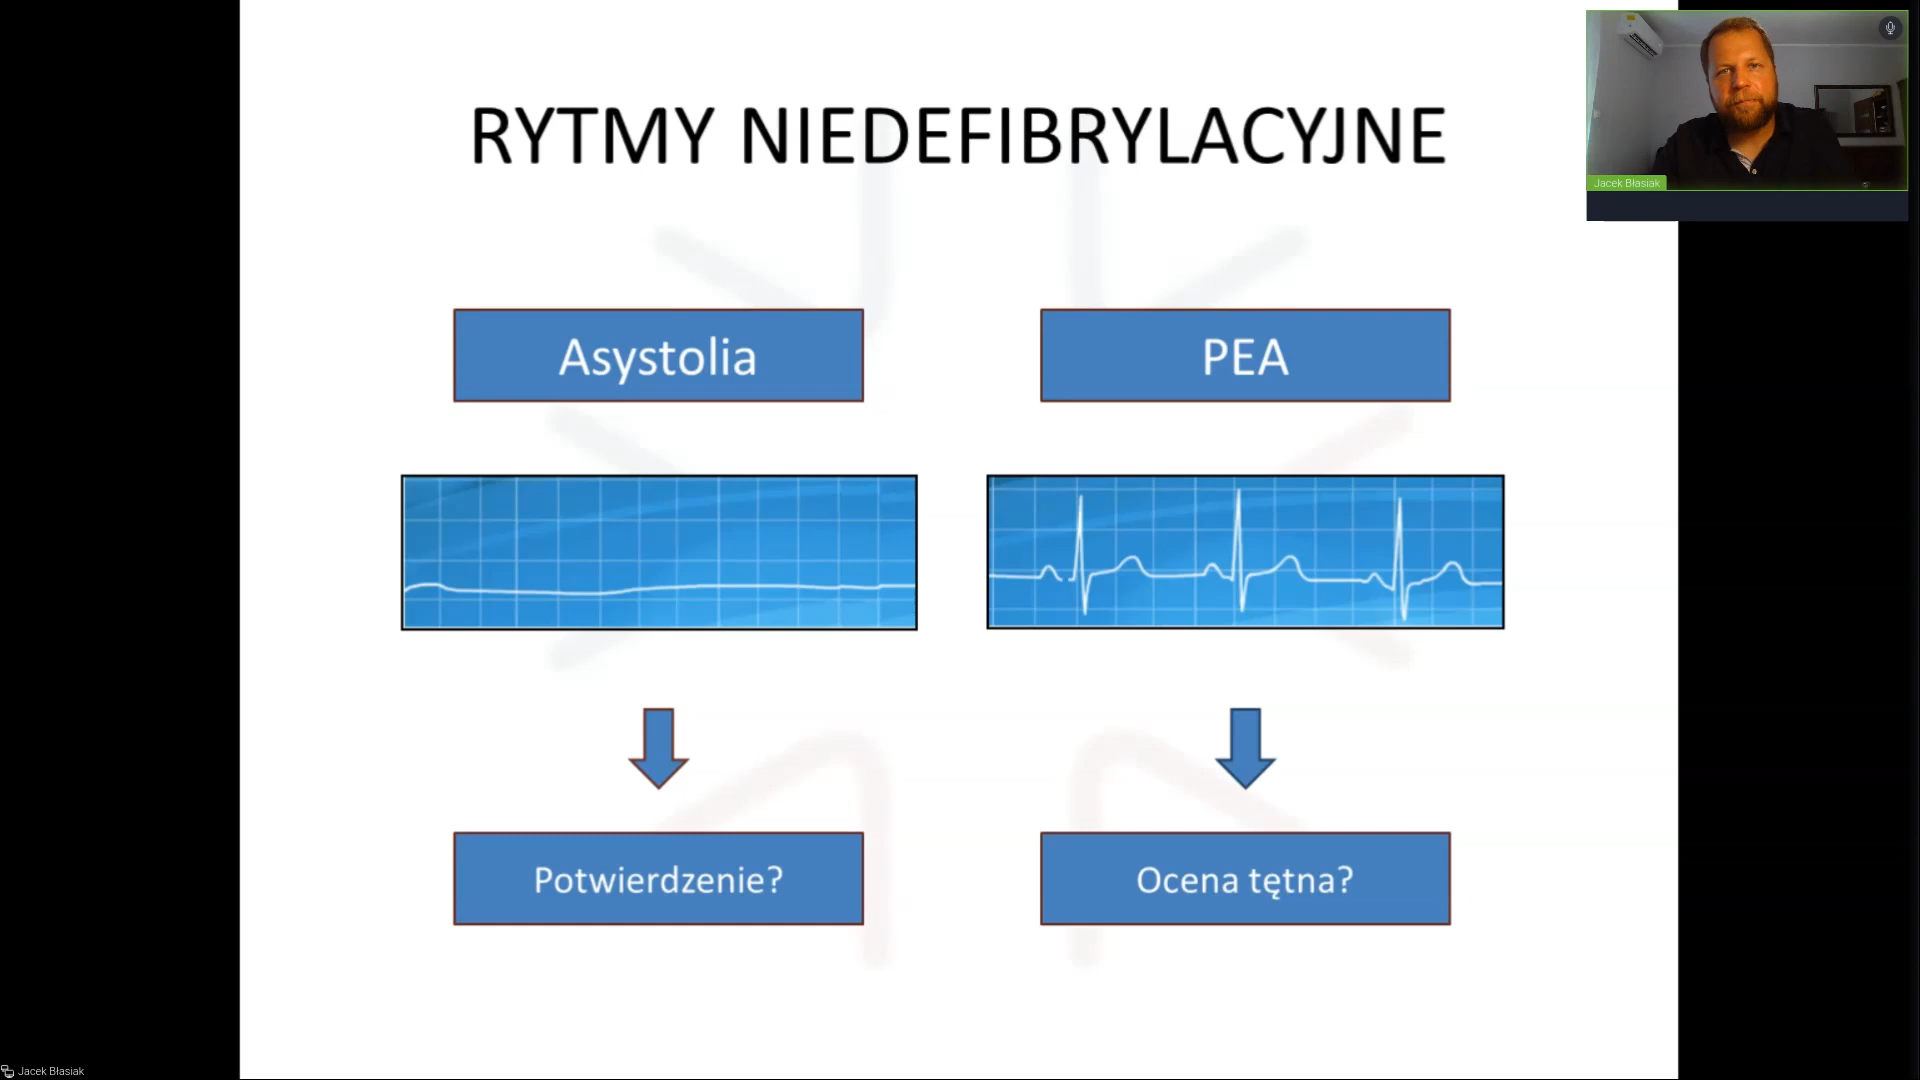 RYTMY NIEDEFIBRYLACYJNE
Jacek Błasiak
Asystolia
PEA
Potwierdzenie?
Ocena tętna?
Jacek Błasiak